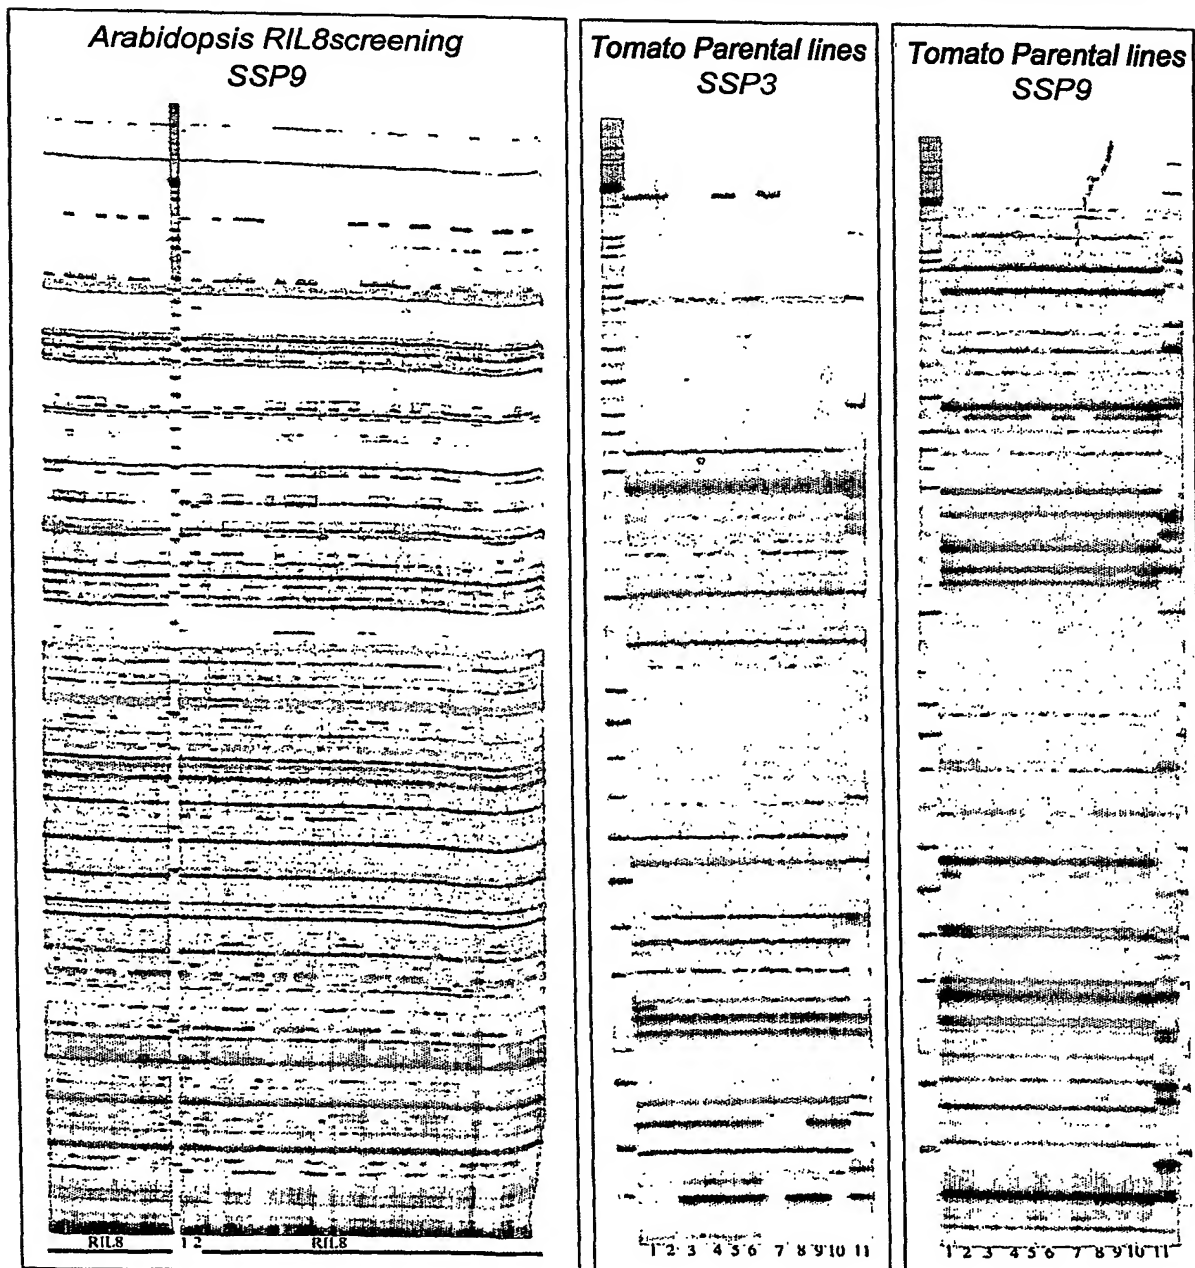 Arabidopsis RIL8screening
SSP9
RIL8 1 2 RIL8
Tomato Parental lines
SSP3
1 2 3 4 5 6 7 8 9 10 11
Tomato Parental lines
SSP9
1 2 3 4 5 6 7 8 9 10 11